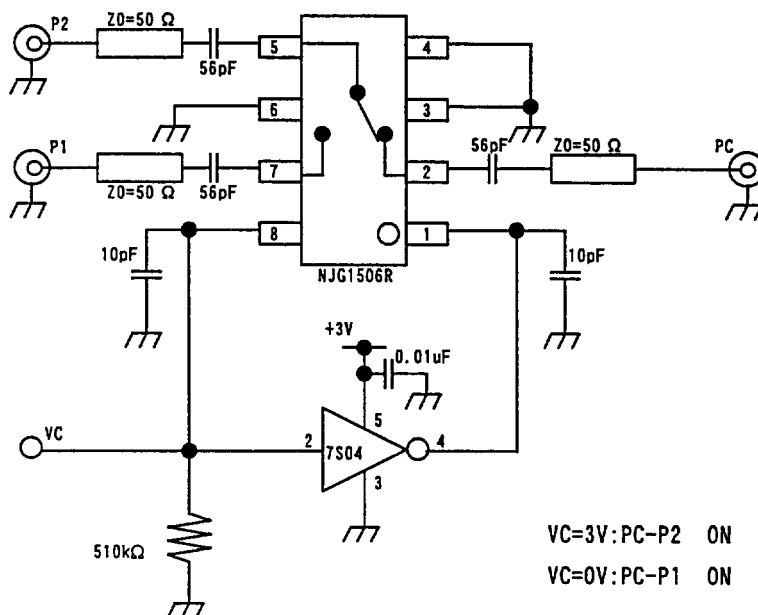 P2
Z0=50 Ω
56pF
5
4
6
3
P1
Z0=50 Ω
56pF
7
2
56pF
Z0=50 Ω
PC
10pF
8
1
10pF
NJG1506R
+3V
0.01uF
VC
2
7S04
5
4
3
510kΩ
VC=3V:PC-P2 ON
VC=0V:PC-P1 ON